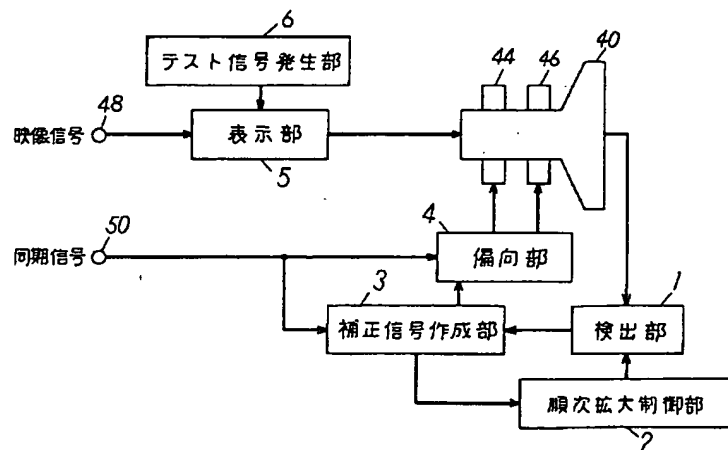 6
テスト信号発生部
44
46
40
48
映像信号
表示部
5
50
同期信号
4
偏向部
3
補正信号作成部
1
検出部
順次拡大制御部
2